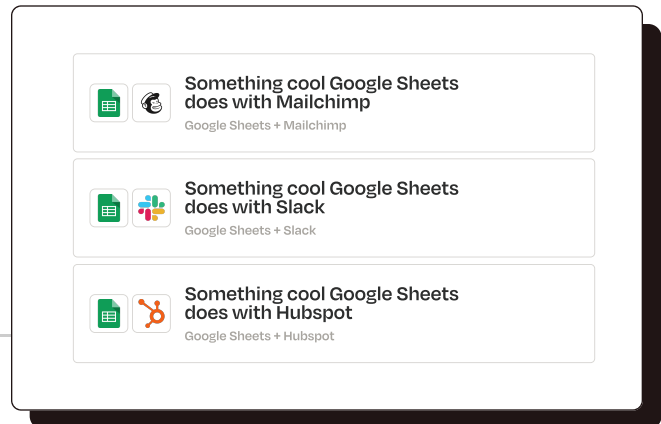 Something cool Google Sheets
does with Mailchimp
Google Sheets + Mailchimp
Something cool Google Sheets
does with Slack
Google Sheets + Slack
Something cool Google Sheets
does with Hubspot
Google Sheets + Hubspot